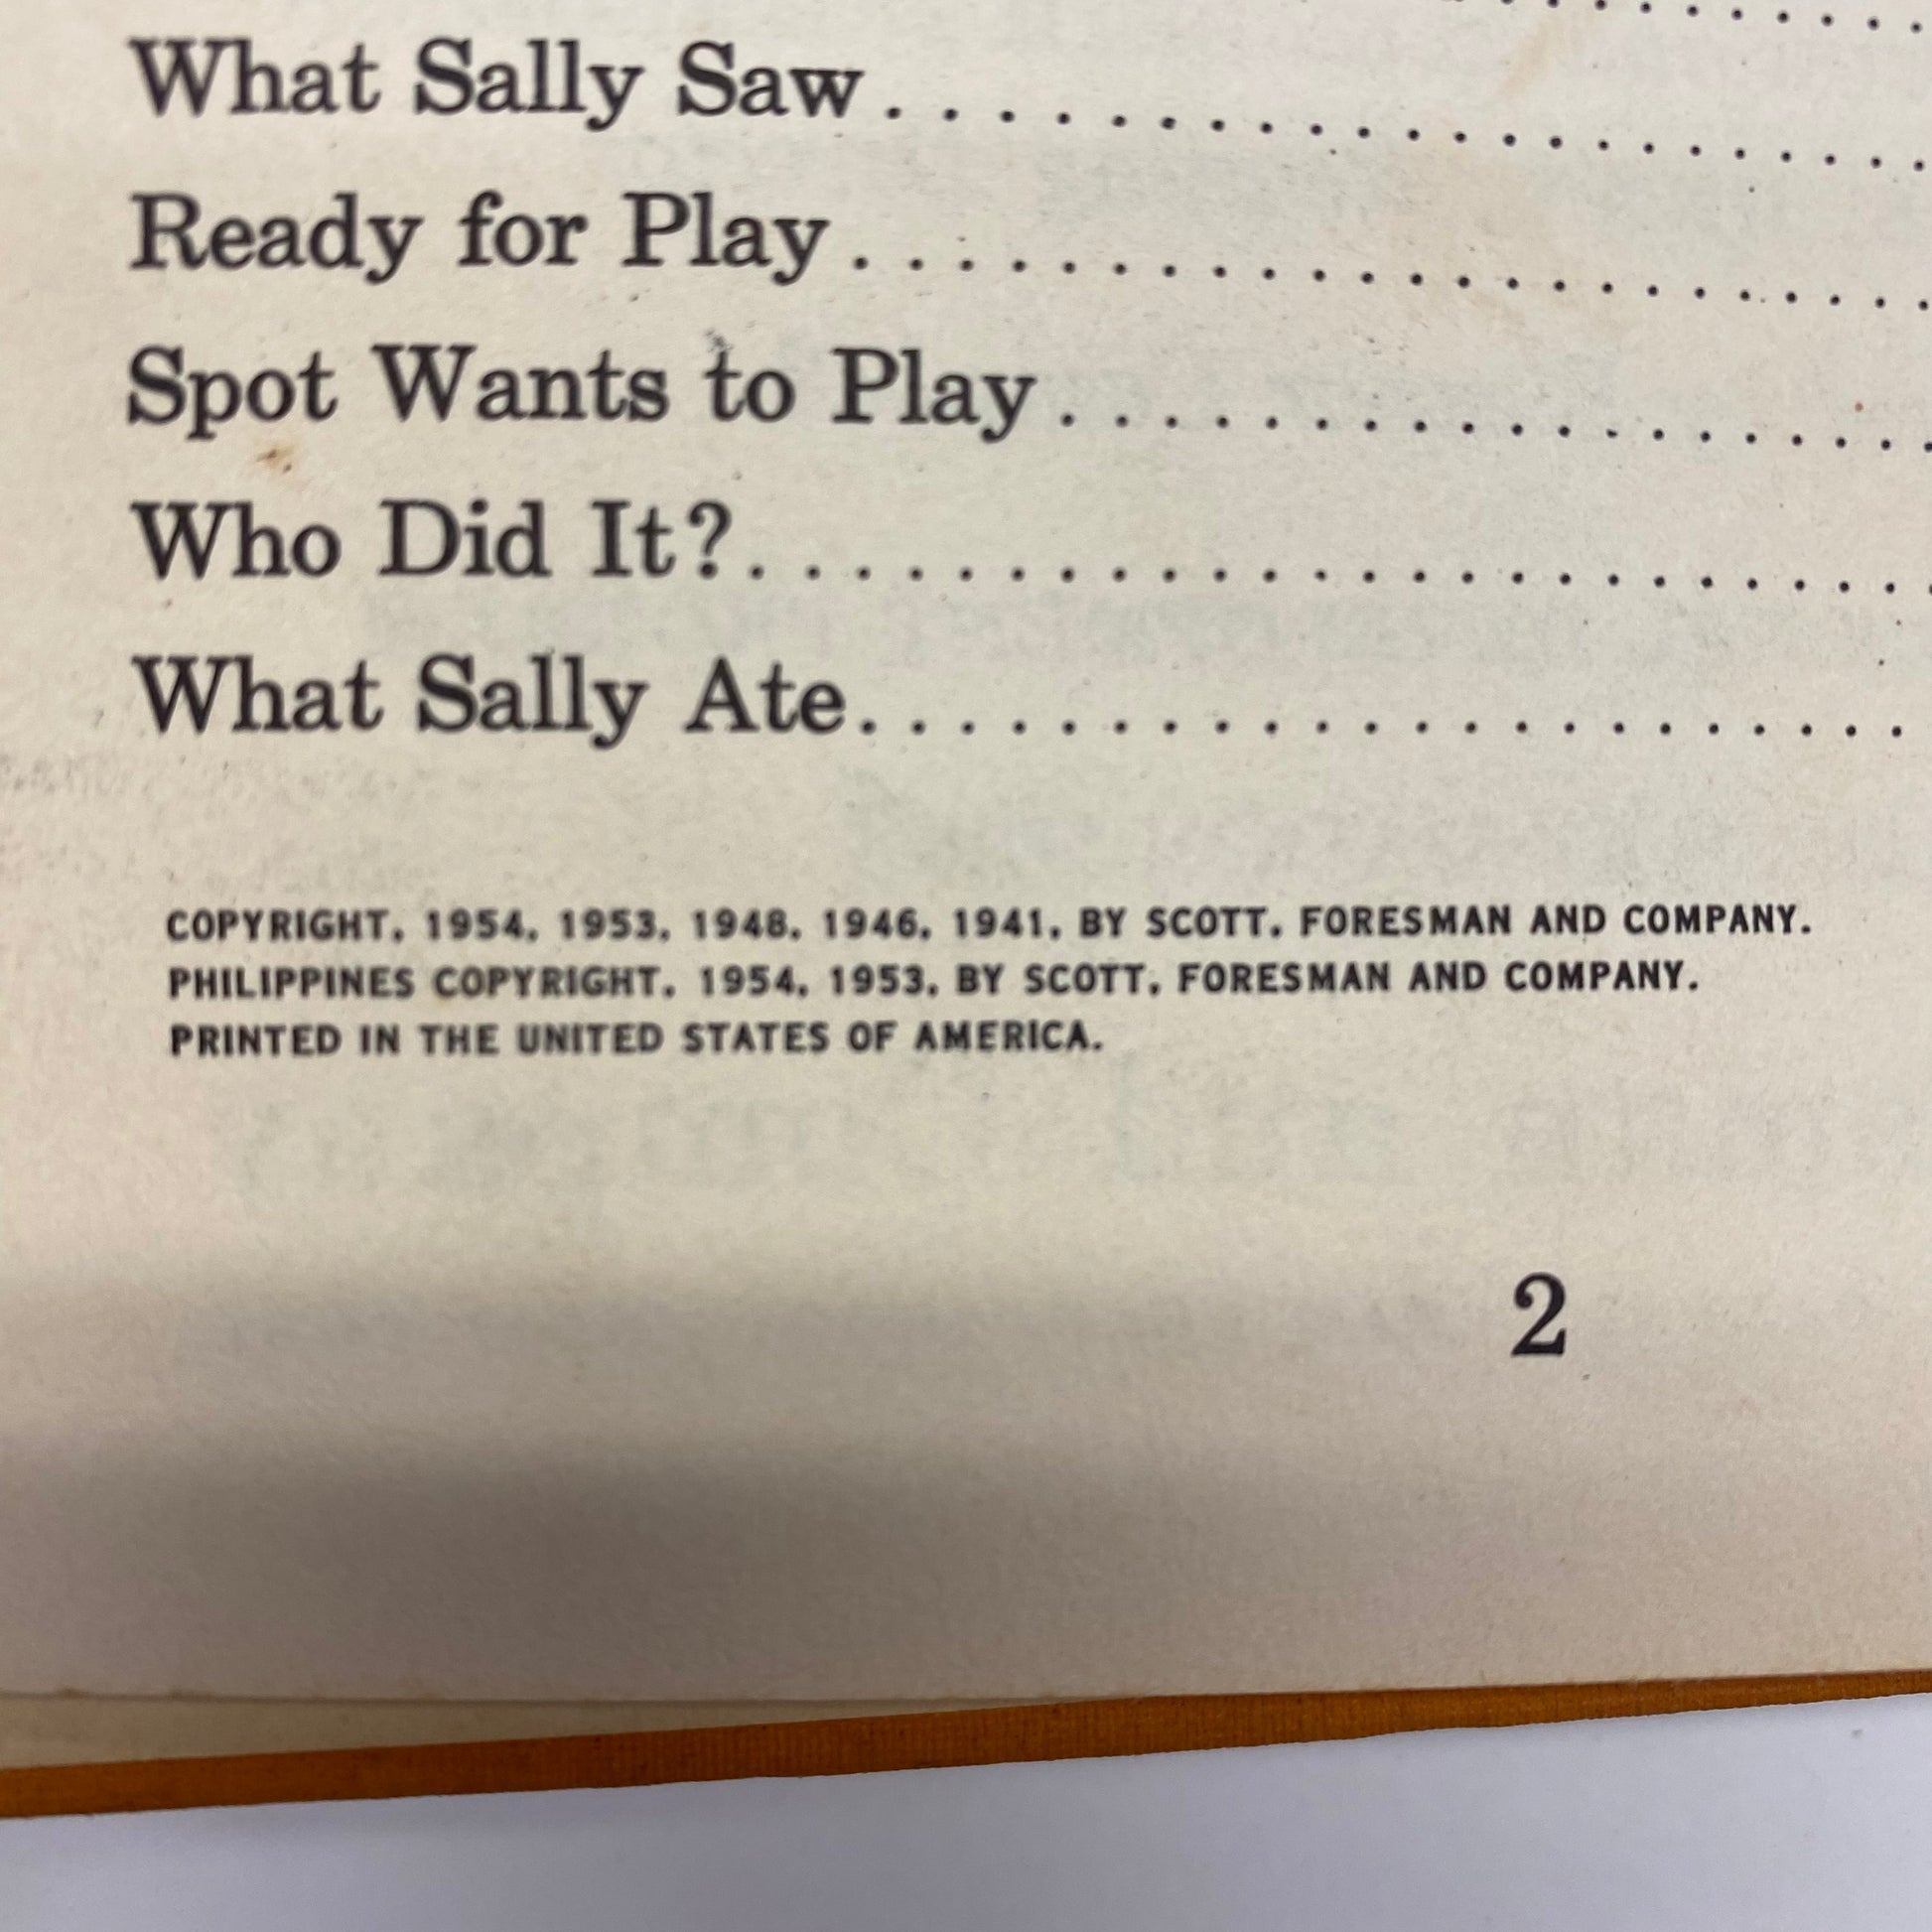 What Sally Saw . . . . . . . . . . . . . . . . . . . . .
Ready for Play . . . . . . . . . . . . . . . . . . . . . .
Spot Wants to Play . . . . . . . . . . . . . . . . . .
Who Did It? . . . . . . . . . . . . . . . . . . . . . . . .
What Sally Ate . . . . . . . . . . . . . . . . . . . . .
COPYRIGHT, 1954, 1953, 1948, 1946, 1941, BY SCOTT, FORESMAN AND COMPANY.
PHILIPPINES COPYRIGHT, 1954, 1953, BY SCOTT, FORESMAN AND COMPANY.
PRINTED IN THE UNITED STATES OF AMERICA.
2